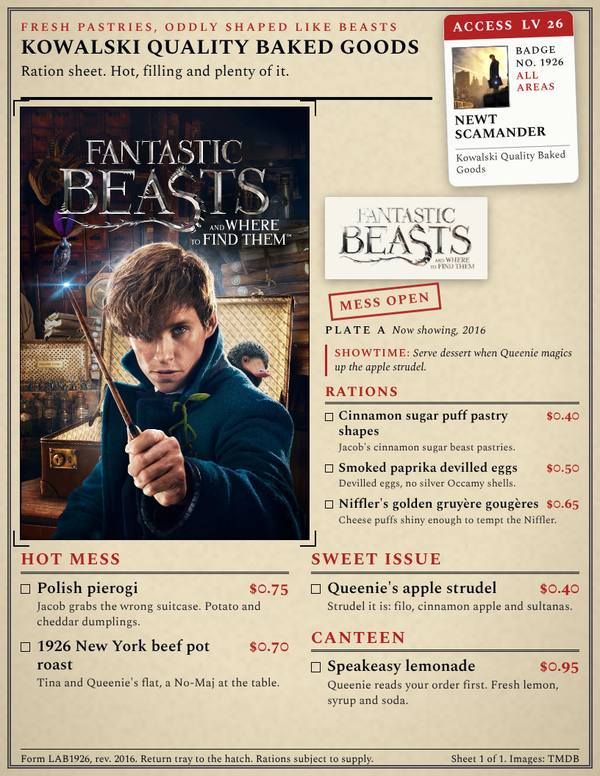 FRESH PASTRIES, ODDLY SHAPED LIKE BEASTS
KOWALSKI QUALITY BAKED GOODS
Ration sheet. Hot, filling and plenty of it.
ACCESS LV 26
BADGE
NO. 1926
ALL
AREAS
NEWT
SCAMANDER
Kowalski Quality Baked
Goods
FANTASTIC
BEASTS
AND WHERE
TO FIND THEM™
FANTASTIC
BEASTS
AND WHERE
TO FIND THEM
MESS OPEN
PLATE A Now showing, 2016
SHOWTIME: Serve dessert when Queenie magics
up the apple strudel.
RATIONS
Cinnamon sugar puff pastry $0.40
shapes
Jacob's cinnamon sugar beast pastries.
Smoked paprika devilled eggs $0.50
Devilled eggs, no silver Occamy shells.
Niffler's golden gruyère gougères $0.65
Cheese puffs shiny enough to tempt the Niffler.
HOT MESS
Polish pierogi $0.75
Jacob grabs the wrong suitcase. Potato and
cheddar dumplings.
1926 New York beef pot $0.70
roast
Tina and Queenie's flat, a No-Maj at the table.
SWEET ISSUE
Queenie's apple strudel $0.40
Strudel it is: filo, cinnamon apple and sultanas.
CANTEEN
Speakeasy lemonade $0.95
Queenie reads your order first. Fresh lemon,
syrup and soda.
Form LAB1926, rev. 2016. Return tray to the hatch. Rations subject to supply.
Sheet 1 of 1. Images: TMDB